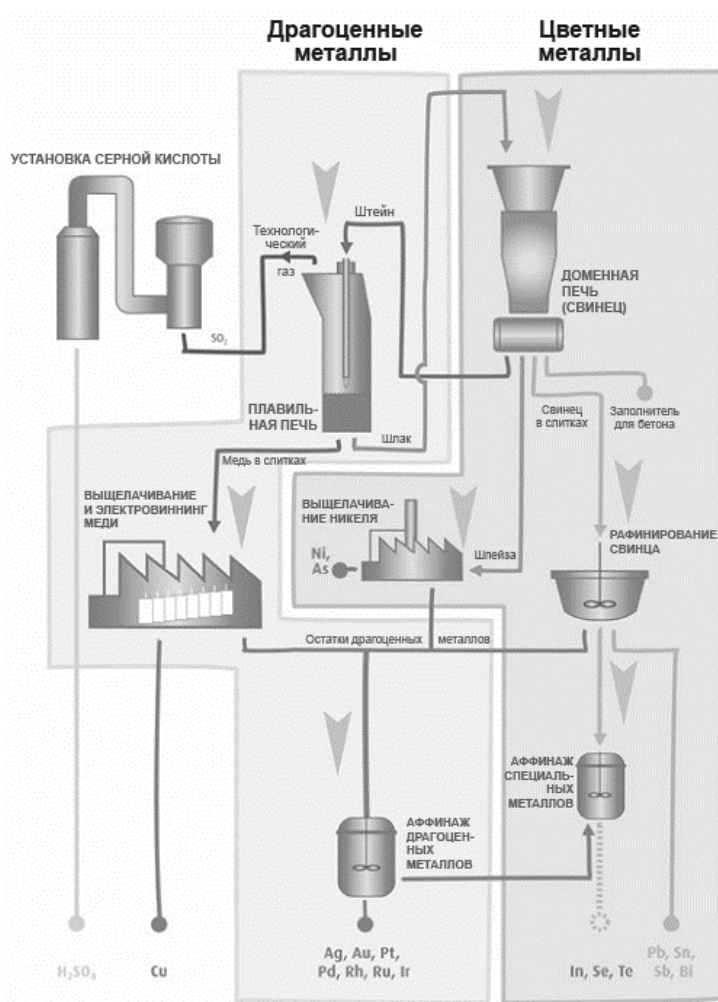 Драгоценные
металлы
Цветные
металлы
УСТАНОВКА СЕРНОЙ КИСЛОТЫ
Штейн
Технологи-
ческий
газ
SO₂
ДОМЕННАЯ
ПЕЧЬ
(СВИНЕЦ)
ПЛАВИЛЬ-
НАЯ ПЕЧЬ
Шлак
Свинец
в слитках
Заполнитель
для бетона
Медь в слитках
ВЫЩЕЛАЧИВАНИЕ
И ЭЛЕКТРОВИННИНГ
МЕДИ
ВЫЩЕЛАЧИВА-
НИЕ НИКЕЛЯ
Ni,
As
Шпейза
РАФИНИРОВАНИЕ
СВИНЦА
Остатки драгоценных металлов
АФФИНАЖ
СПЕЦИАЛЬ-
НЫХ
МЕТАЛЛОВ
АФФИНАЖ
ДРАГОЦЕН-
НЫХ
МЕТАЛЛОВ
H₂SO₄
Cu
Ag, Au, Pt,
Pd, Rh, Ru, Ir
In, Se, Te
Pb, Sn,
Sb, Bi